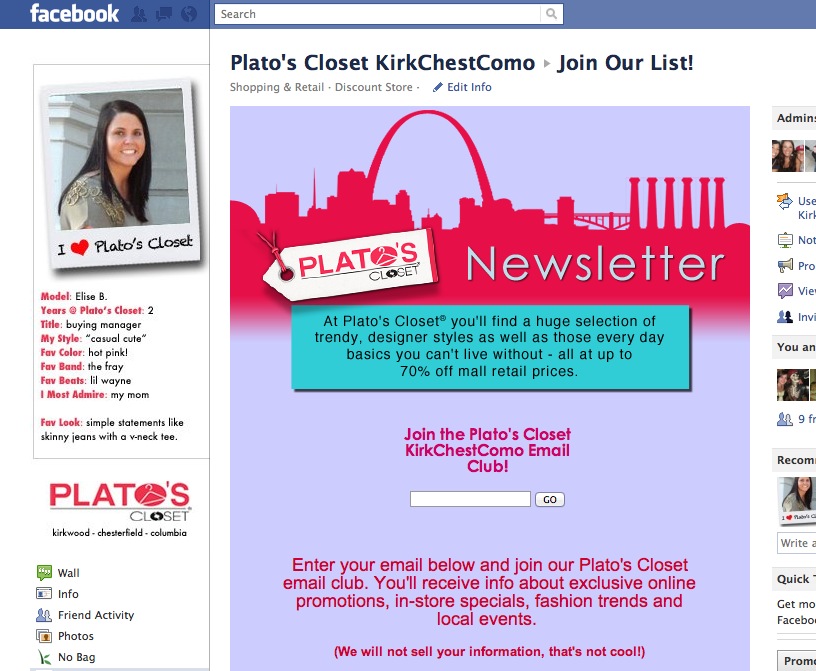 facebook
Search
Plato's Closet KirkChestComo ▸ Join Our List!
Shopping & Retail · Discount Store · Edit Info
I ❤ Plato's Closet
Model: Elise B.
Years @ Plato's Closet: 2
Title: buying manager
My Style: “casual cute”
Fav Color: hot pink!
Fav Band: the fray
Fav Beats: lil wayne
I Most Admire: my mom
Fav Look: simple statements like
skinny jeans with a v-neck tee.
PLATO'S
CLOSET
kirkwood - chesterfield - columbia
Wall
Info
Friend Activity
Photos
No Bag
PLATO'S
CLOSET
Newsletter
At Plato's Closet® you'll find a huge selection of
trendy, designer styles as well as those every day
basics you can't live without - all at up to
70% off mall retail prices.
Join the Plato's Closet
KirkChestComo Email
Club!
GO
Enter your email below and join our Plato's Closet
email club. You'll receive info about exclusive online
promotions, in-store specials, fashion trends and
local events.
(We will not sell your information, that's not cool!)
Admins
Use
Kirk
Not
Pro
Vie
Invi
You an
9 fr
Recom
I ❤ Plato's Cl
Write a
Quick T
Get mo
Facebo
Promo